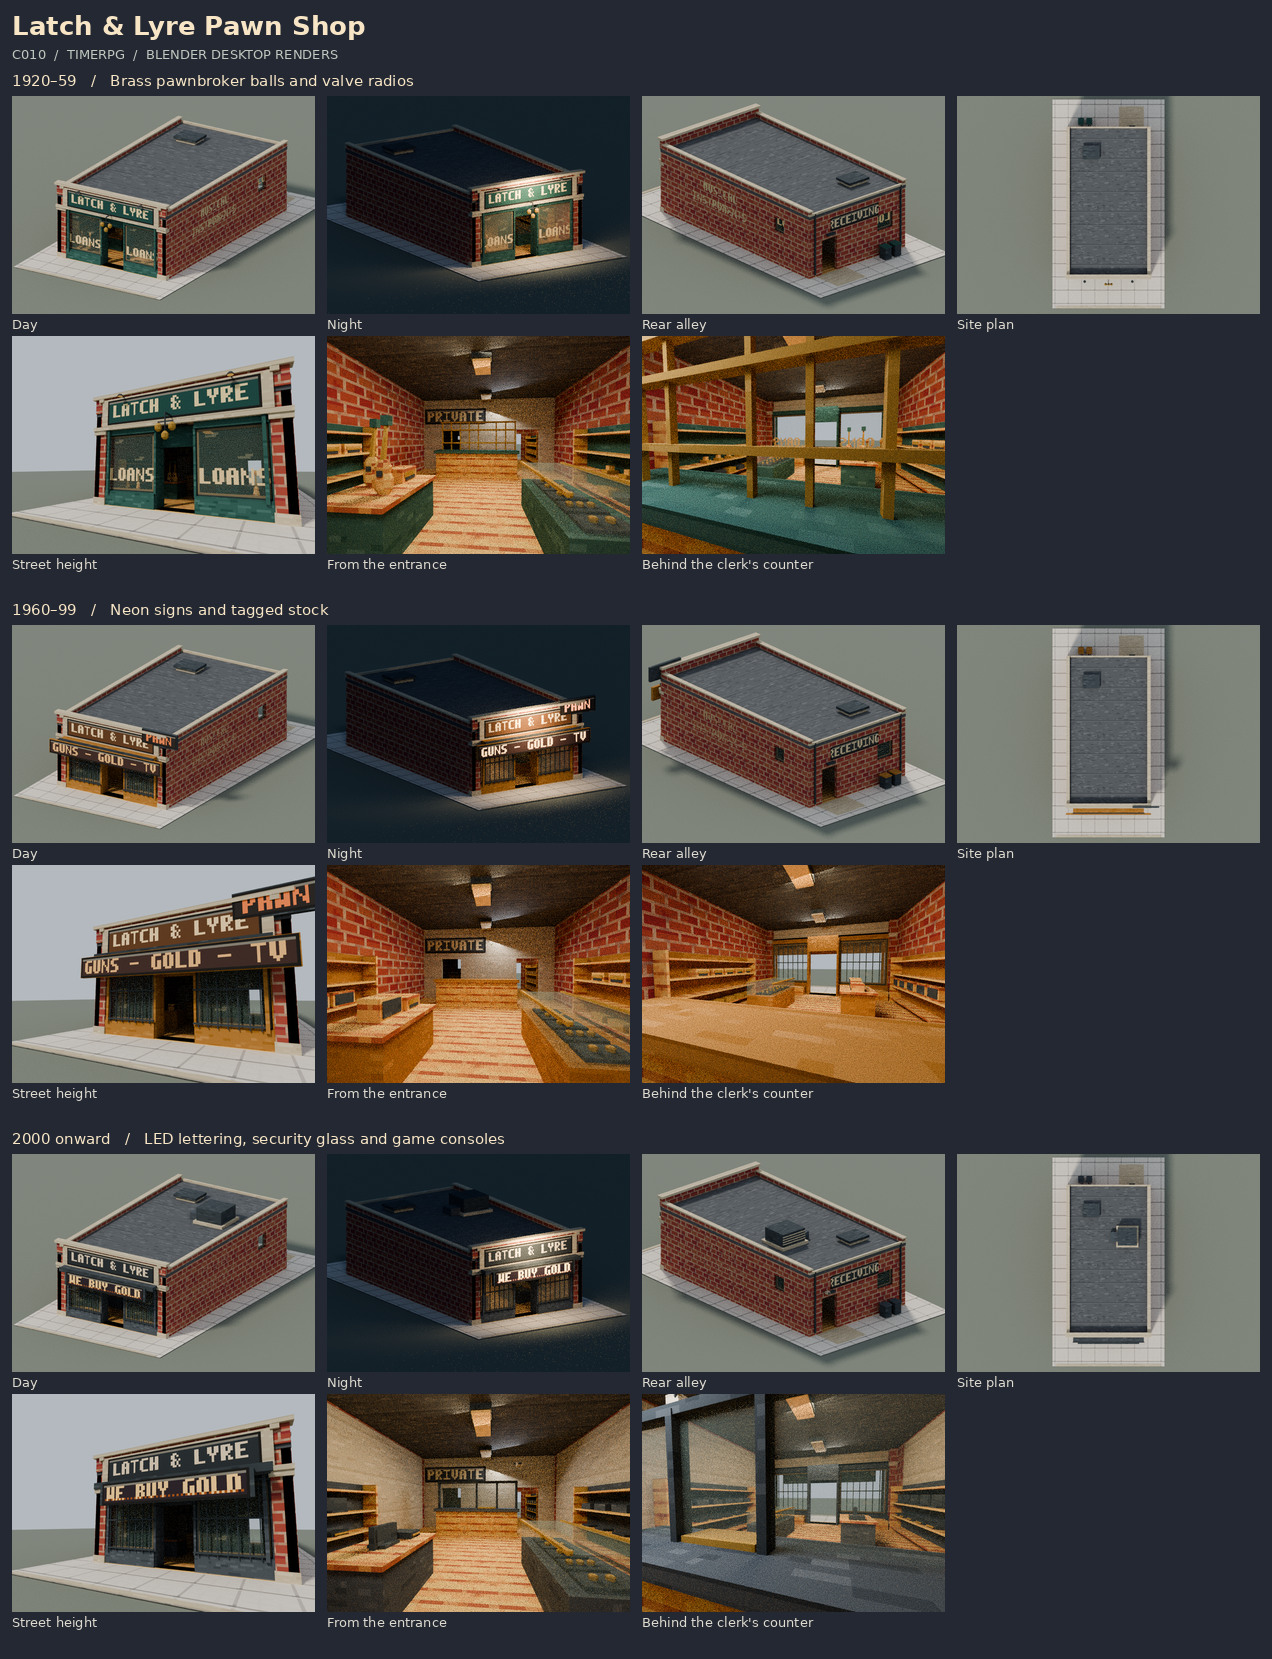 Latch & Lyre Pawn Shop
C010 / TIMERPG / BLENDER DESKTOP RENDERS
1920–59 / Brass pawnbroker balls and valve radios
LATCH & LYRE
LOANS
LOANS
LATCH & LYRE
LOANS
LOANS
RECEIVING
Day
Night
Rear alley
Site plan
LATCH & LYRE
LOANS
LOANS
PRIVATE
Street height
From the entrance
Behind the clerk's counter
1960–99 / Neon signs and tagged stock
LATCH & LYRE
PAWN
GUNS – GOLD – TV
LATCH & LYRE
PAWN
GUNS – GOLD – TV
RECEIVING
Day
Night
Rear alley
Site plan
PAWN
LATCH & LYRE
GUNS – GOLD – TV
PRIVATE
Street height
From the entrance
Behind the clerk's counter
2000 onward / LED lettering, security glass and game consoles
LATCH & LYRE
WE BUY GOLD
LATCH & LYRE
WE BUY GOLD
RECEIVING
Day
Night
Rear alley
Site plan
LATCH & LYRE
WE BUY GOLD
PRIVATE
Street height
From the entrance
Behind the clerk's counter